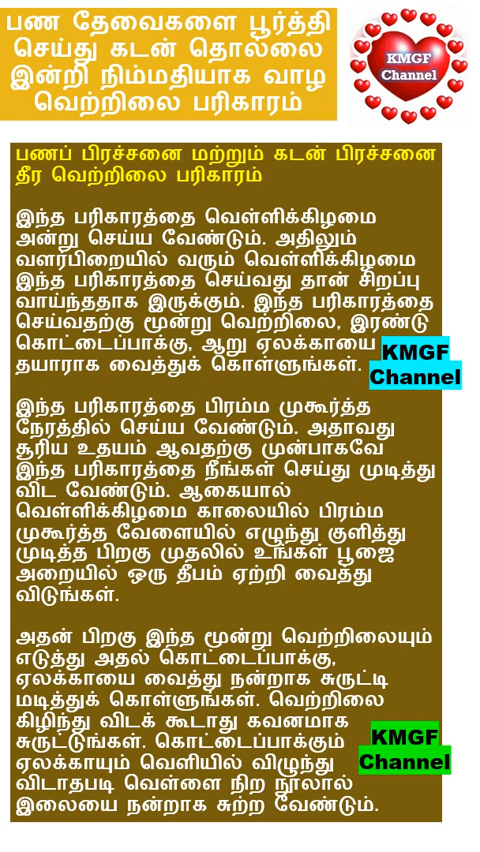 பண தேவைகளை பூர்த்தி
செய்து கடன் தொல்லை
இன்றி நிம்மதியாக வாழ
வெற்றிலை பரிகாரம்
KMGF
Channel
பணப் பிரச்சனை மற்றும் கடன் பிரச்சனை
தீர வெற்றிலை பரிகாரம்
இந்த பரிகாரத்தை வெள்ளிக்கிழமை
அன்று செய்ய வேண்டும். அதிலும்
வளர்பிறையில் வரும் வெள்ளிக்கிழமை
இந்த பரிகாரத்தை செய்வது தான் சிறப்பு
வாய்ந்ததாக இருக்கும். இந்த பரிகாரத்தை
செய்வதற்கு மூன்று வெற்றிலை, இரண்டு
கொட்டைப்பாக்கு, ஆறு ஏலக்காயை
தயாராக வைத்துக் கொள்ளுங்கள்.
KMGF
Channel
இந்த பரிகாரத்தை பிரம்ம முகூர்த்த
நேரத்தில் செய்ய வேண்டும். அதாவது
சூரிய உதயம் ஆவதற்கு முன்பாகவே
இந்த பரிகாரத்தை நீங்கள் செய்து முடித்து
விட வேண்டும். ஆகையால்
வெள்ளிக்கிழமை காலையில் பிரம்ம
முகூர்த்த வேளையில் எழுந்து குளித்து
முடித்த பிறகு முதலில் உங்கள் பூஜை
அறையில் ஒரு தீபம் ஏற்றி வைத்து
விடுங்கள்.
அதன் பிறகு இந்த மூன்று வெற்றிலையும்
எடுத்து அதல் கொட்டைப்பாக்கு,
ஏலக்காயை வைத்து நன்றாக சுருட்டி
மடித்துக் கொள்ளுங்கள். வெற்றிலை
கிழிந்து விடக் கூடாது கவனமாக
சுருட்டுங்கள். கொட்டைப்பாக்கும்
ஏலக்காயும் வெளியில் விழுந்து
விடாதபடி வெள்ளை நிற நூலால்
இலையை நன்றாக சுற்ற வேண்டும்.
KMGF
Channel